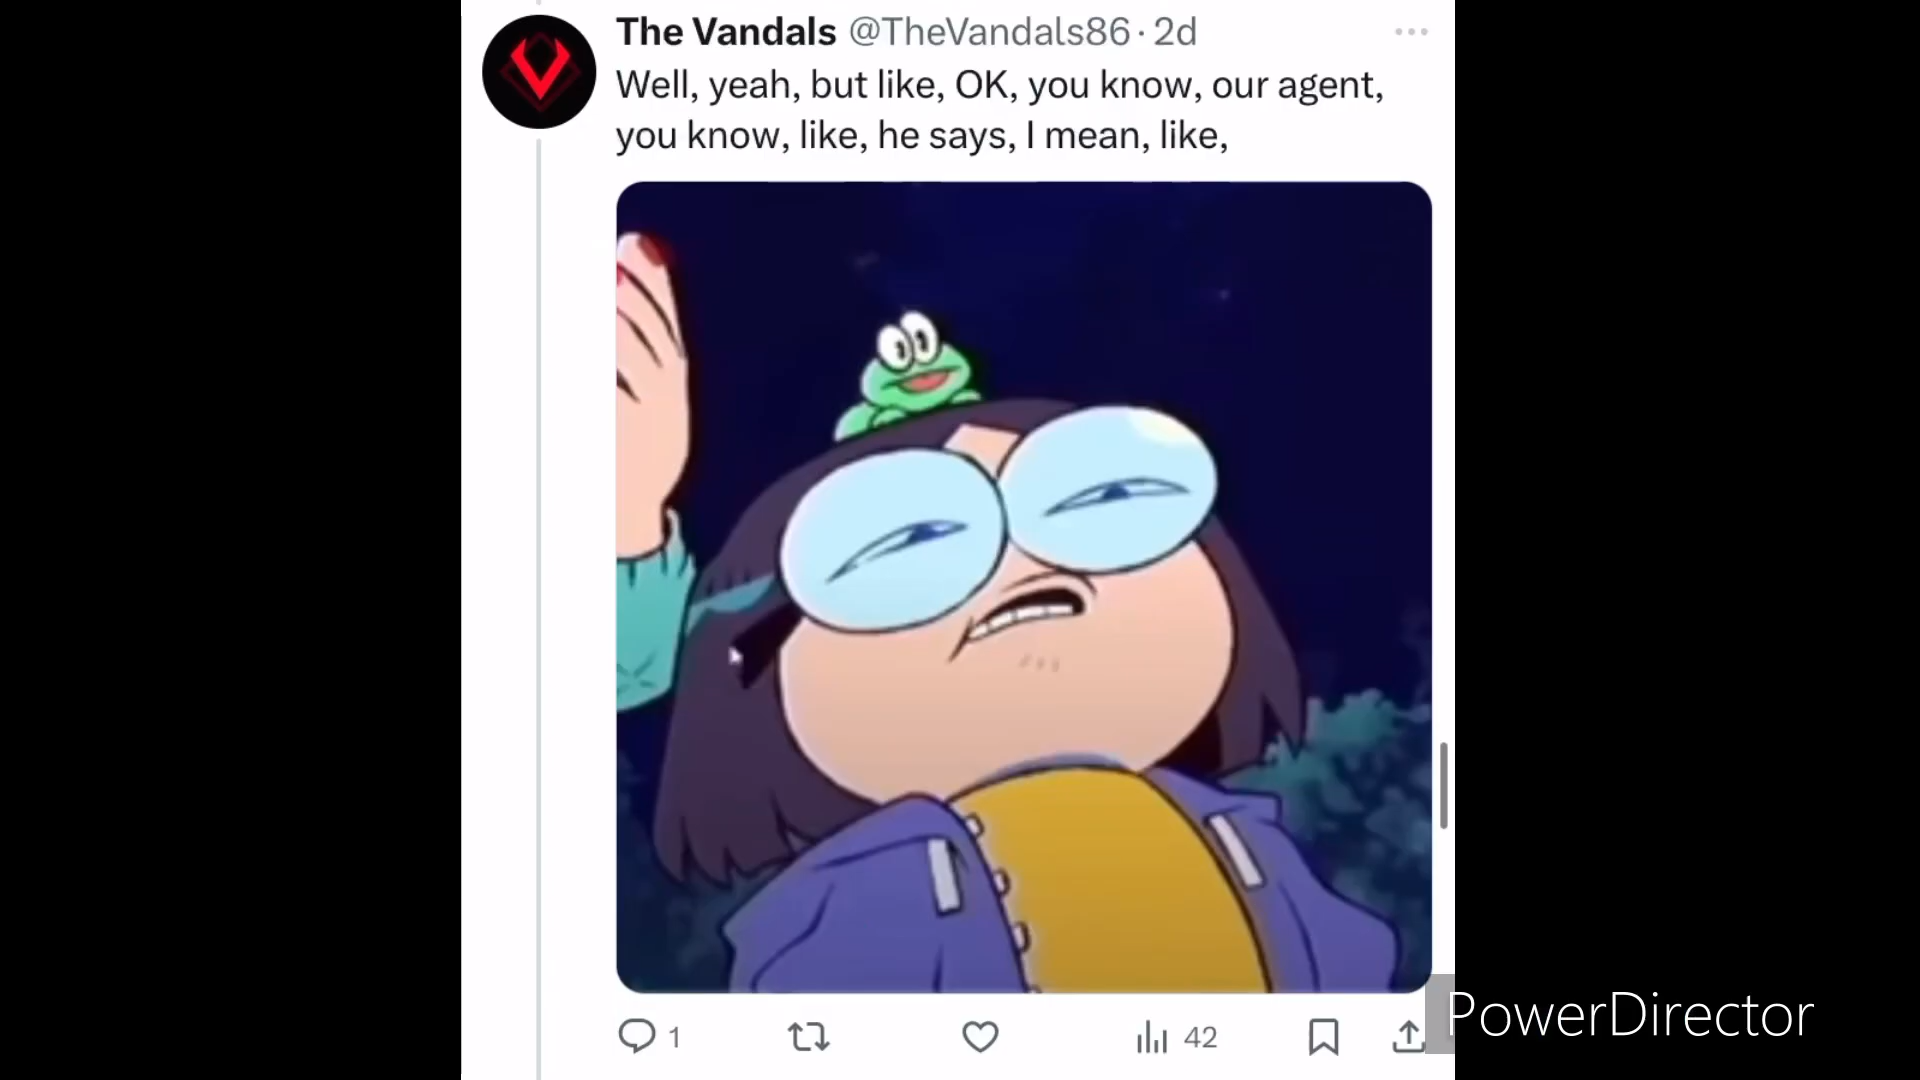 The Vandals @TheVandals86 · 2d
Well, yeah, but like, OK, you know, our agent,
you know, like, he says, I mean, like,
1
42
PowerDirector